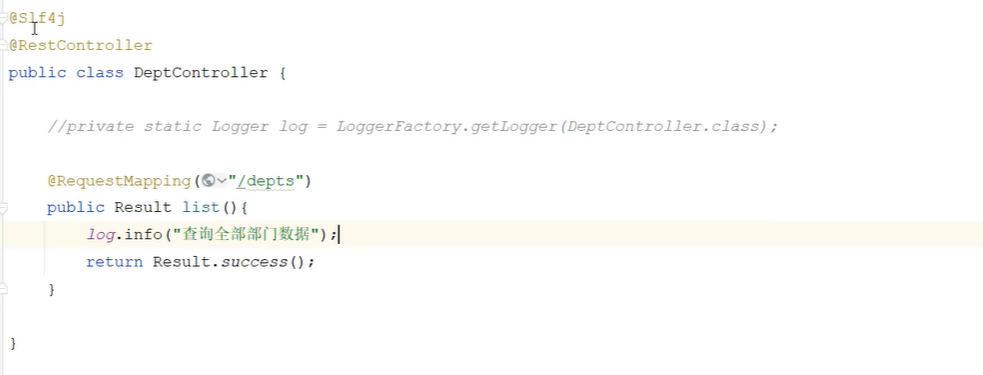 @Slf4j
@RestController
public class DeptController {
//private static Logger log = LoggerFactory.getLogger(DeptController.class);
@RequestMapping("/depts")
public Result list(){
log.info("查询全部部门数据");
return Result.success();
}
}